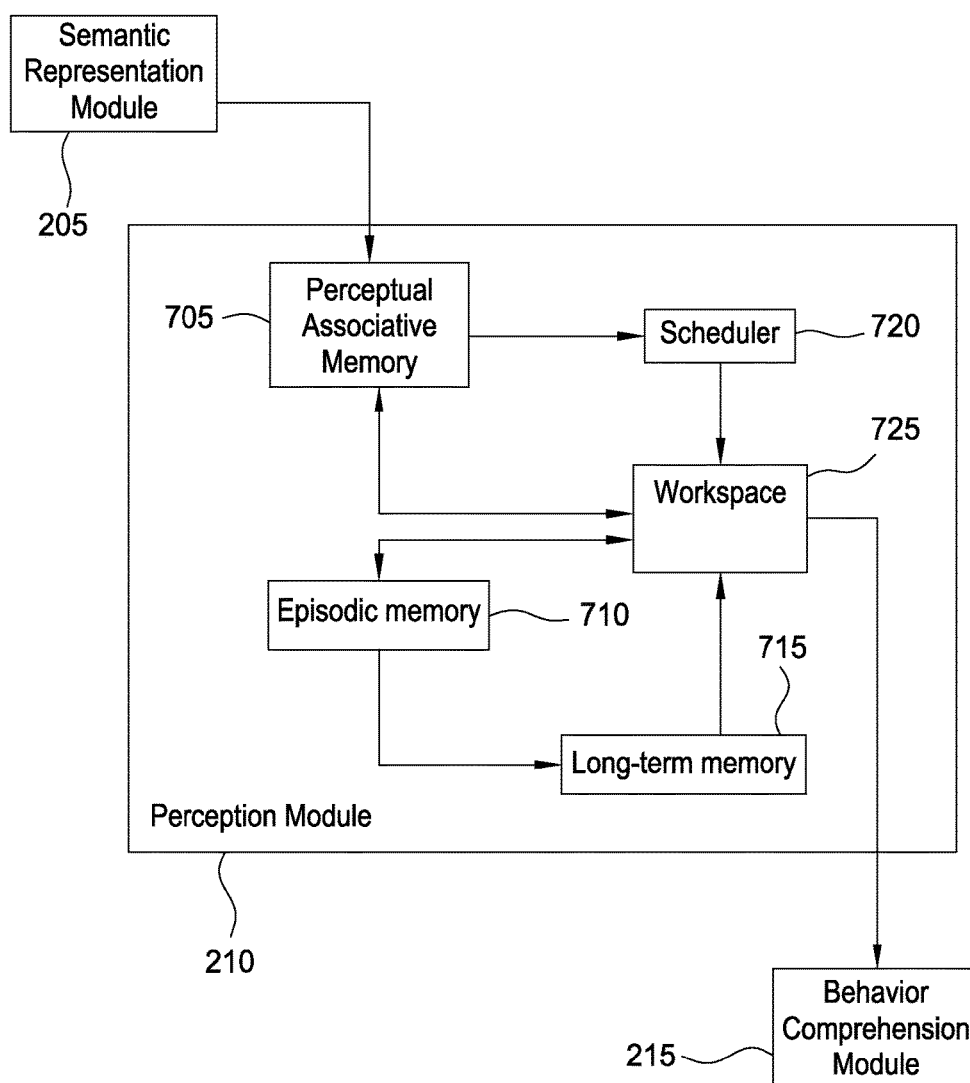 Semantic
Representation
Module
205
Perceptual
Associative
Memory
705
Scheduler
720
725
Workspace
Episodic memory
710
715
Long-term memory
Perception Module
210
Behavior
Comprehension
Module
215